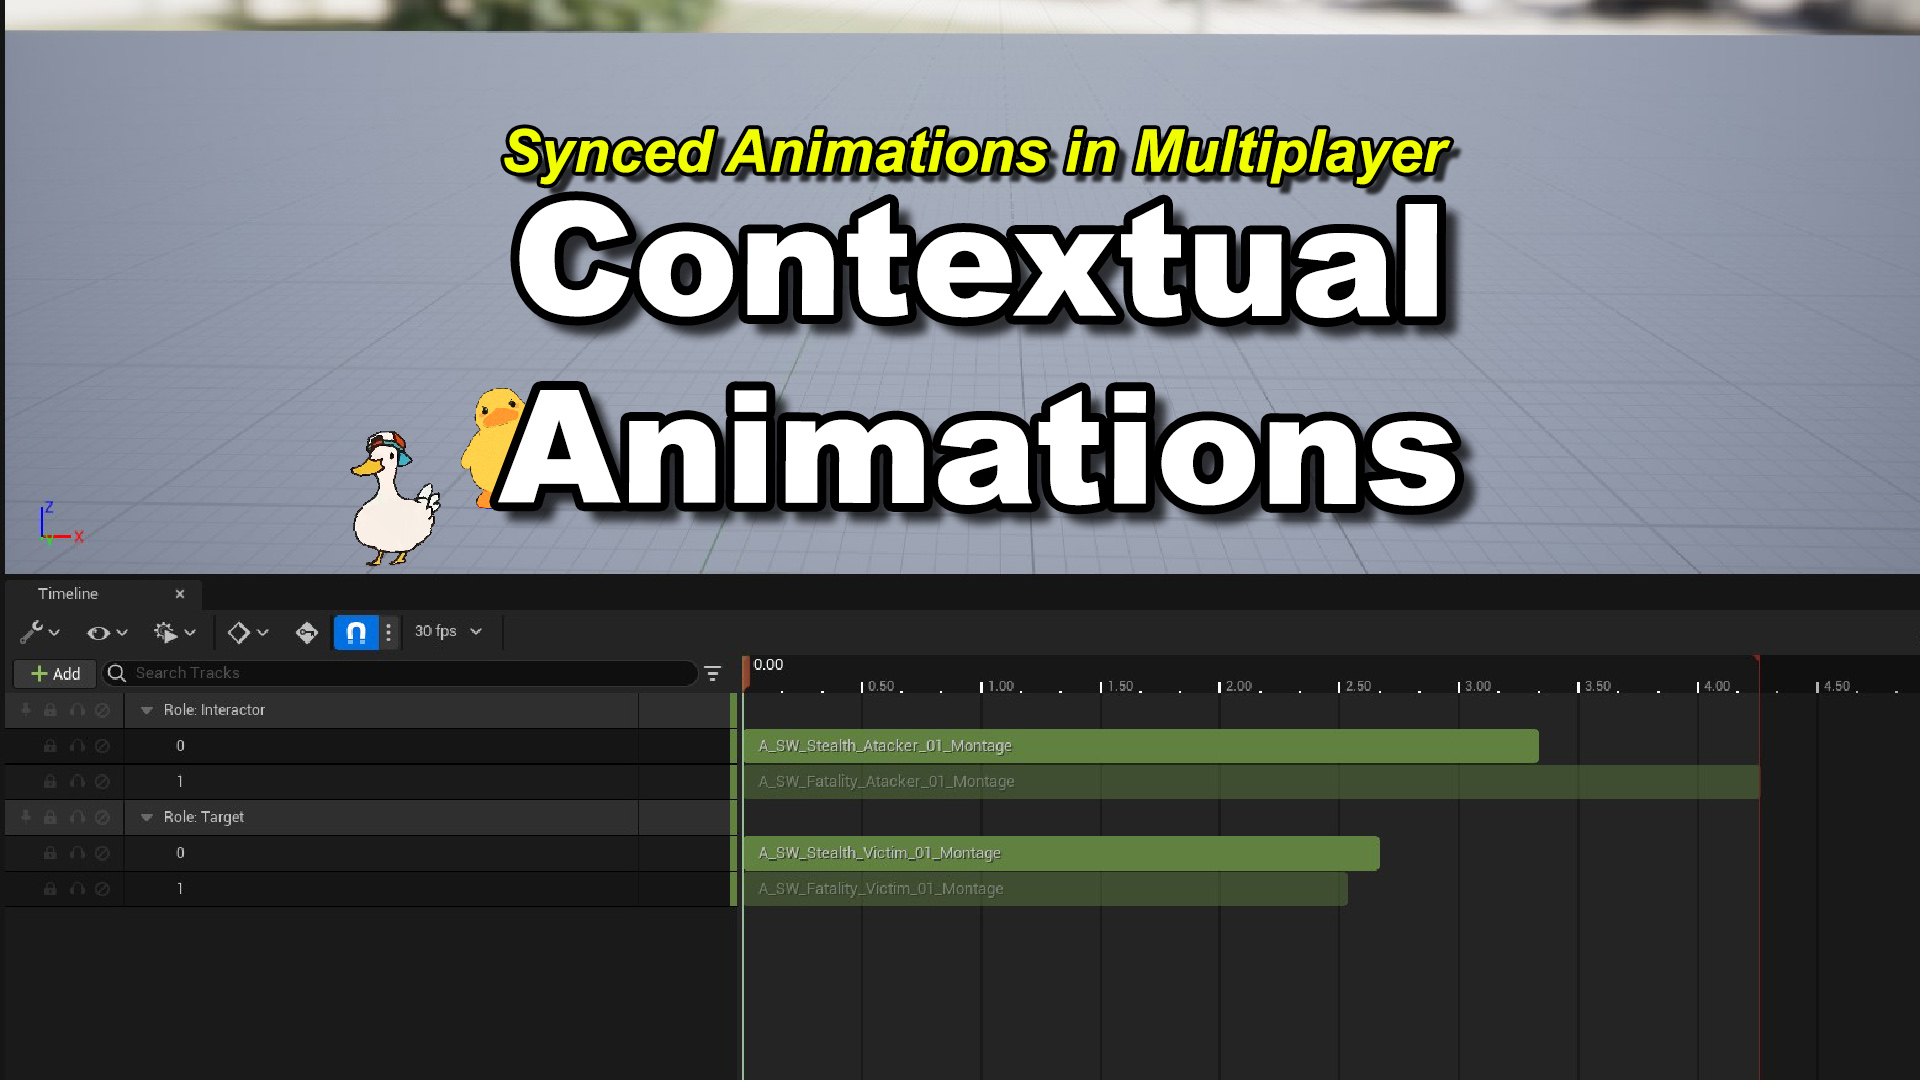 Synced Animations in Multiplayer
Contextual
Animations
Z
Y
X
Timeline
30 fps
Add
Search Tracks
0.00
0.50
1.00
1.50
2.00
2.50
3.00
3.50
4.00
4.50
Role: Interactor
0
A_SW_Stealth_Atacker_01_Montage
1
A_SW_Fatality_Atacker_01_Montage
Role: Target
0
A_SW_Stealth_Victim_01_Montage
1
A_SW_Fatality_Victim_01_Montage